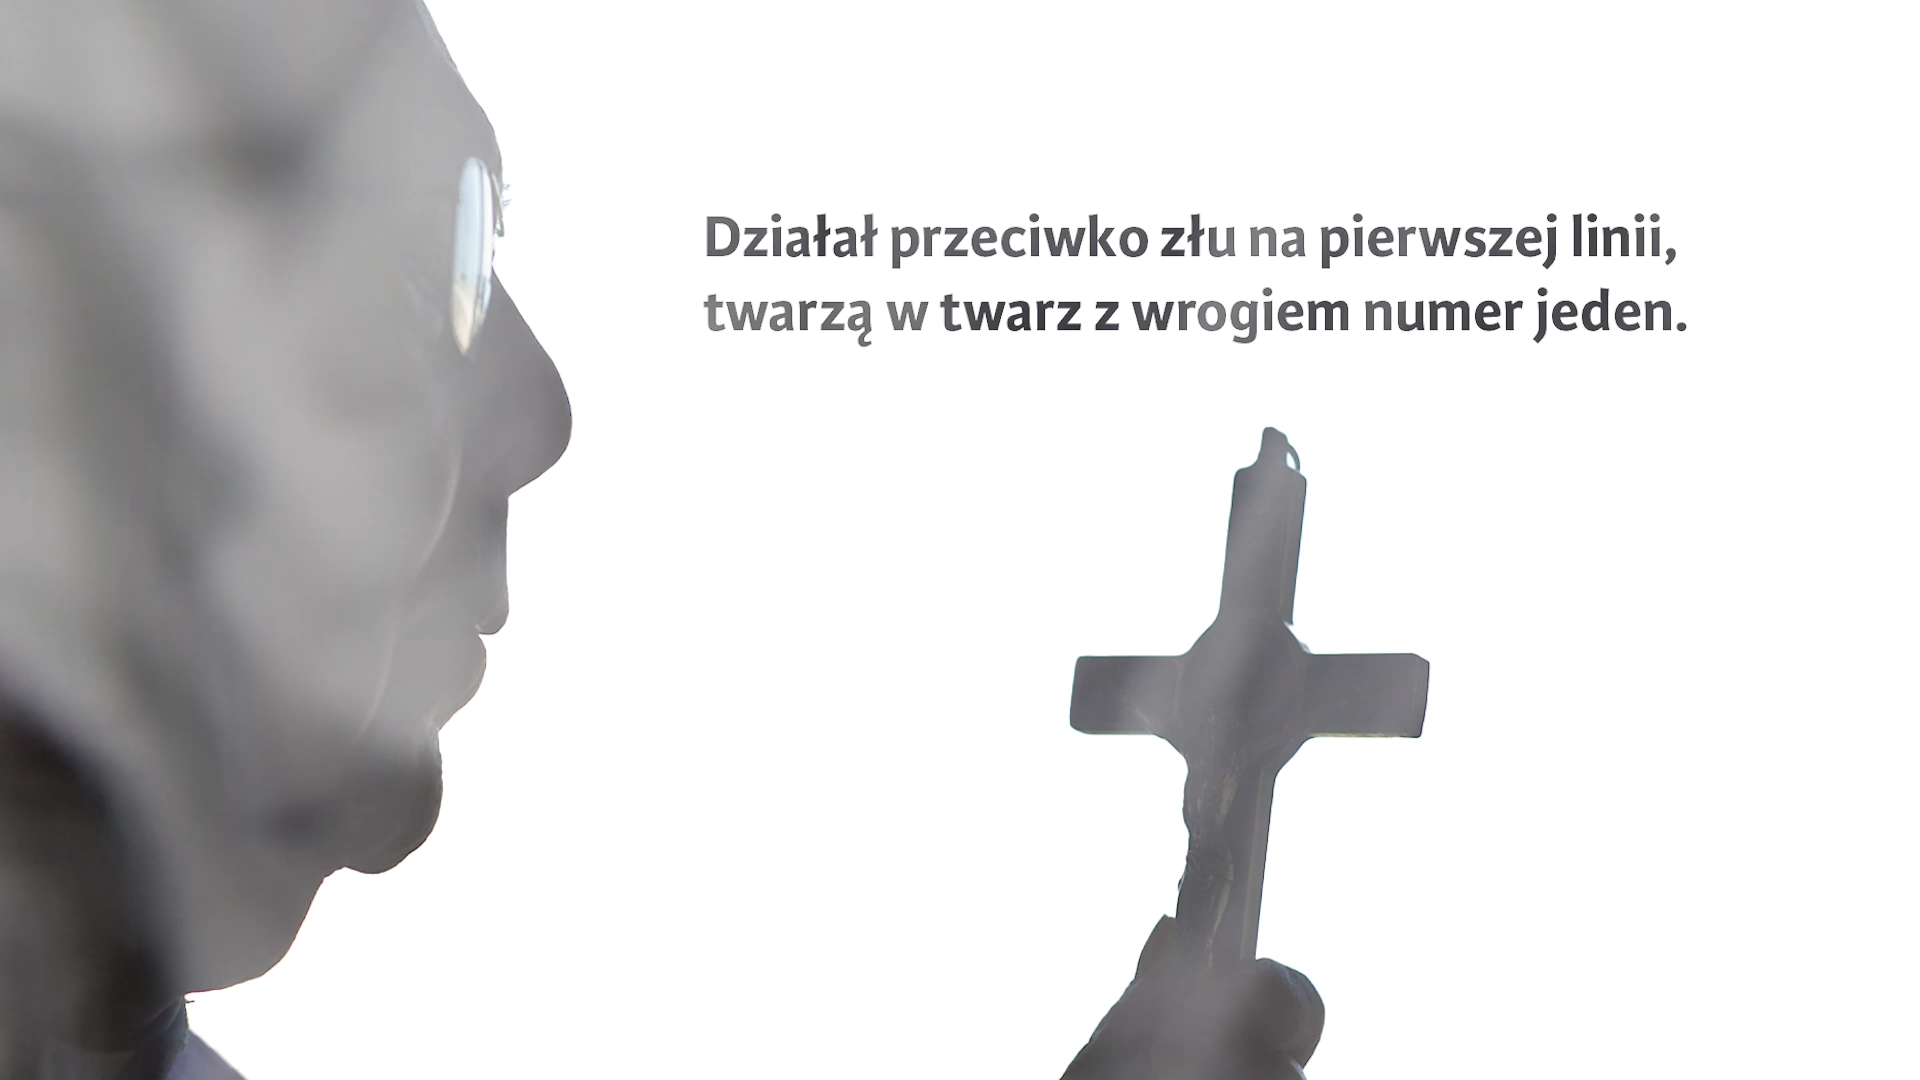 Działał przeciwko złu na pierwszej linii,
twarzą w twarz z wrogiem numer jeden.